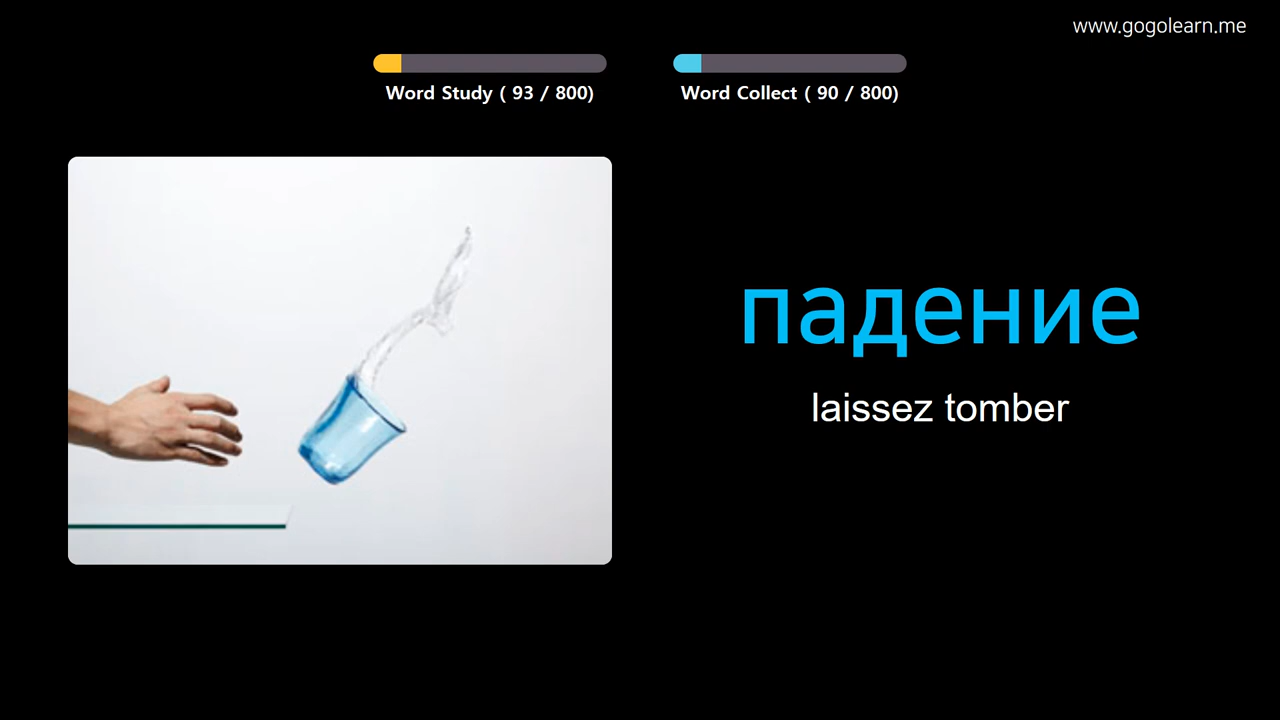 www.gogolearn.me
Word Study ( 93 / 800)
Word Collect ( 90 / 800)
падение
laissez tomber